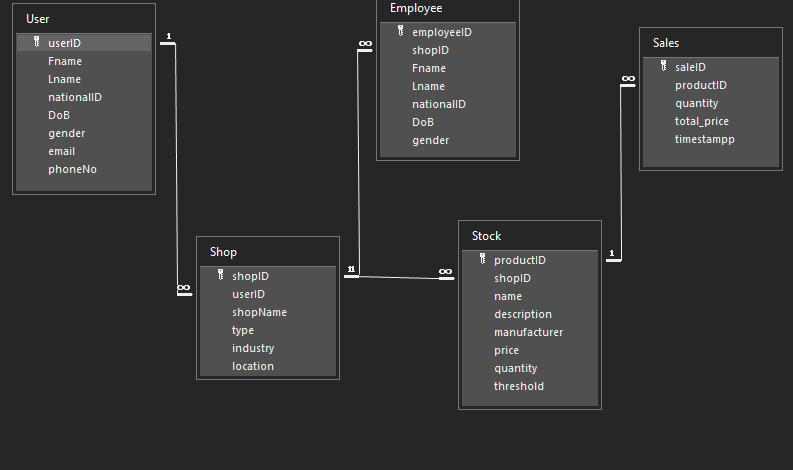 User
userID
Fname
Lname
nationalID
DoB
gender
email
phoneNo
1
∞
Employee
employeeID
shopID
Fname
Lname
nationalID
DoB
gender
∞
Sales
saleID
productID
quantity
total_price
timestampp
∞
Shop
shopID
userID
shopName
type
industry
location
11
∞
Stock
productID
shopID
name
description
manufacturer
price
quantity
threshold
1